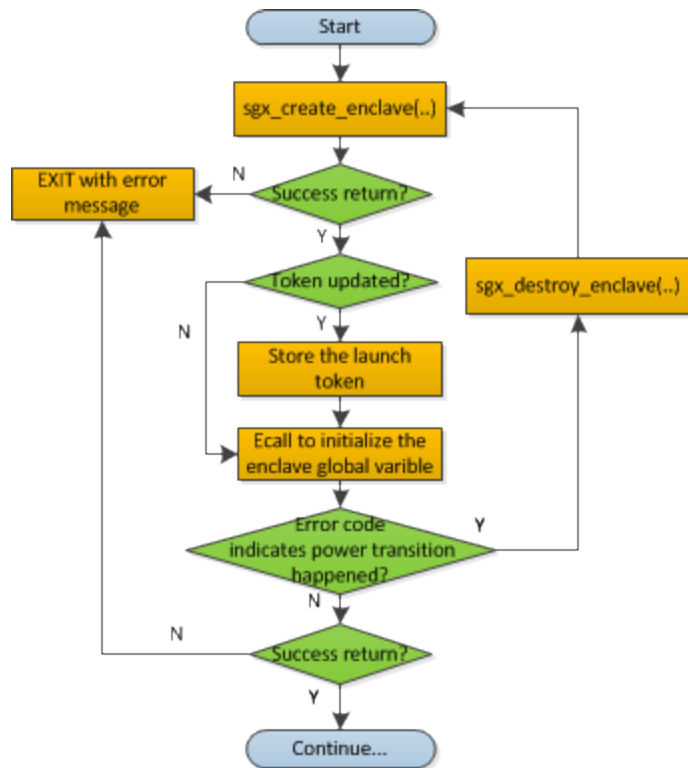 Start
sgx_create_enclave(..)
N
EXIT with error
message
Success return?
Y
Token updated?
sgx_destroy_enclave(..)
Y
N
Store the launch
token
Ecall to initialize the
enclave global varible
Error code
Y
indicates power transition
happened?
N
N
Success return?
Y
Continue...